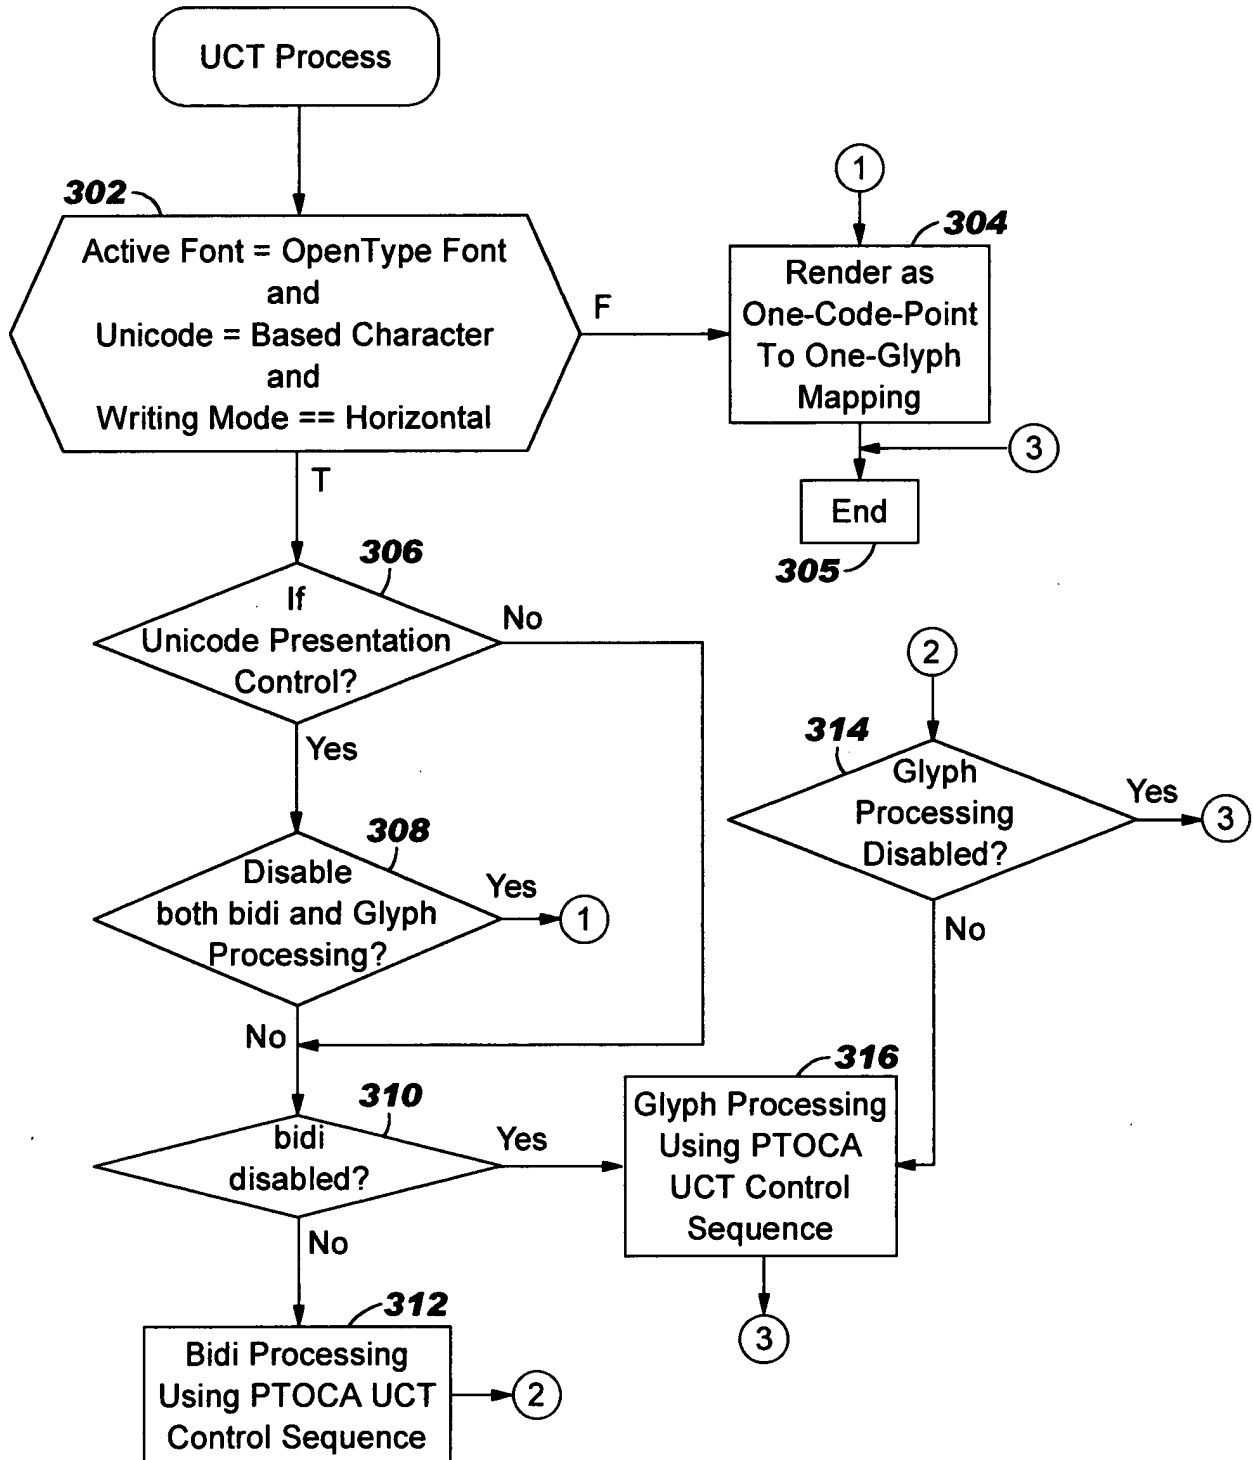 UCT Process
302
Active Font = OpenType Font
and
Unicode = Based Character
and
Writing Mode == Horizontal
F
T
1
304
Render as
One-Code-Point
To One-Glyph
Mapping
3
End
305
306
If
Unicode Presentation
Control?
No
Yes
308
Disable
both bidi and Glyph
Processing?
Yes
1
No
310
bidi
disabled?
Yes
No
312
Bidi Processing
Using PTOCA UCT
Control Sequence
2
2
314
Glyph
Processing
Disabled?
Yes
3
No
316
Glyph Processing
Using PTOCA
UCT Control
Sequence
3